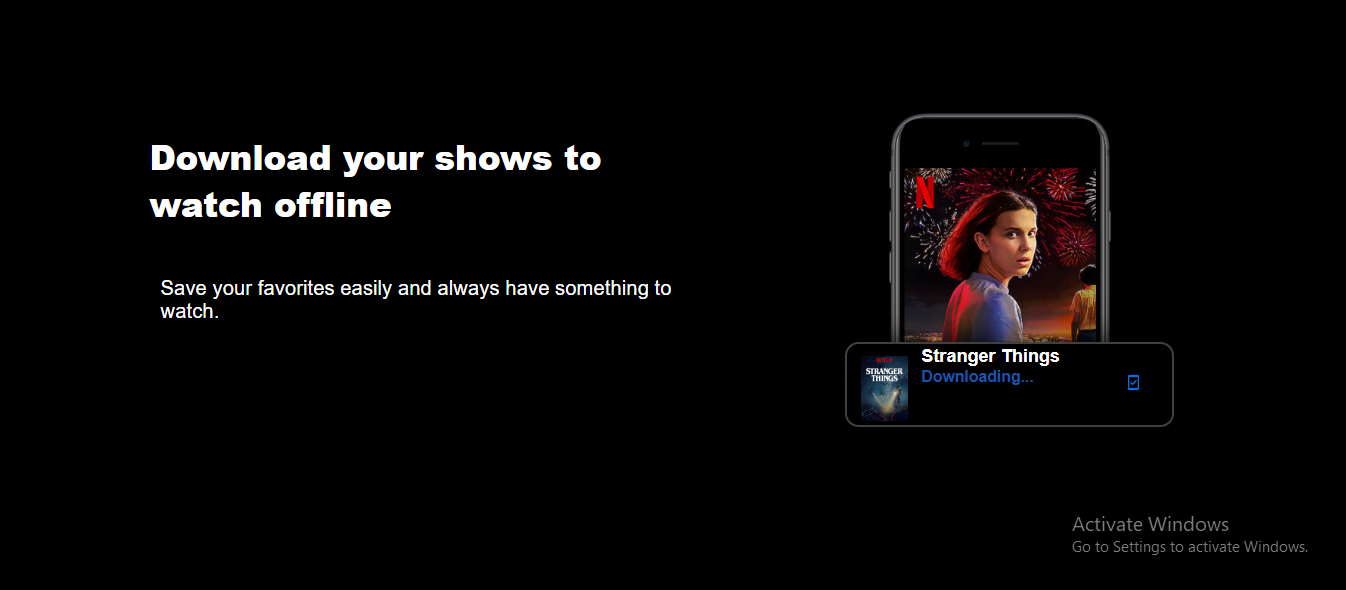 Download your shows to
watch offline
Save your favorites easily and always have something to
watch.
N
Stranger Things
Downloading...
STRANGER
THINGS
Activate Windows
Go to Settings to activate Windows.